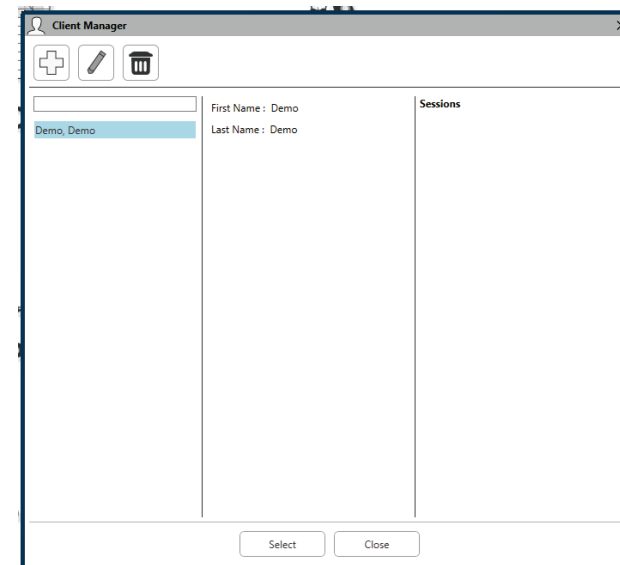 Client Manager
First Name : Demo
Last Name : Demo
Sessions
Demo, Demo
Select
Close